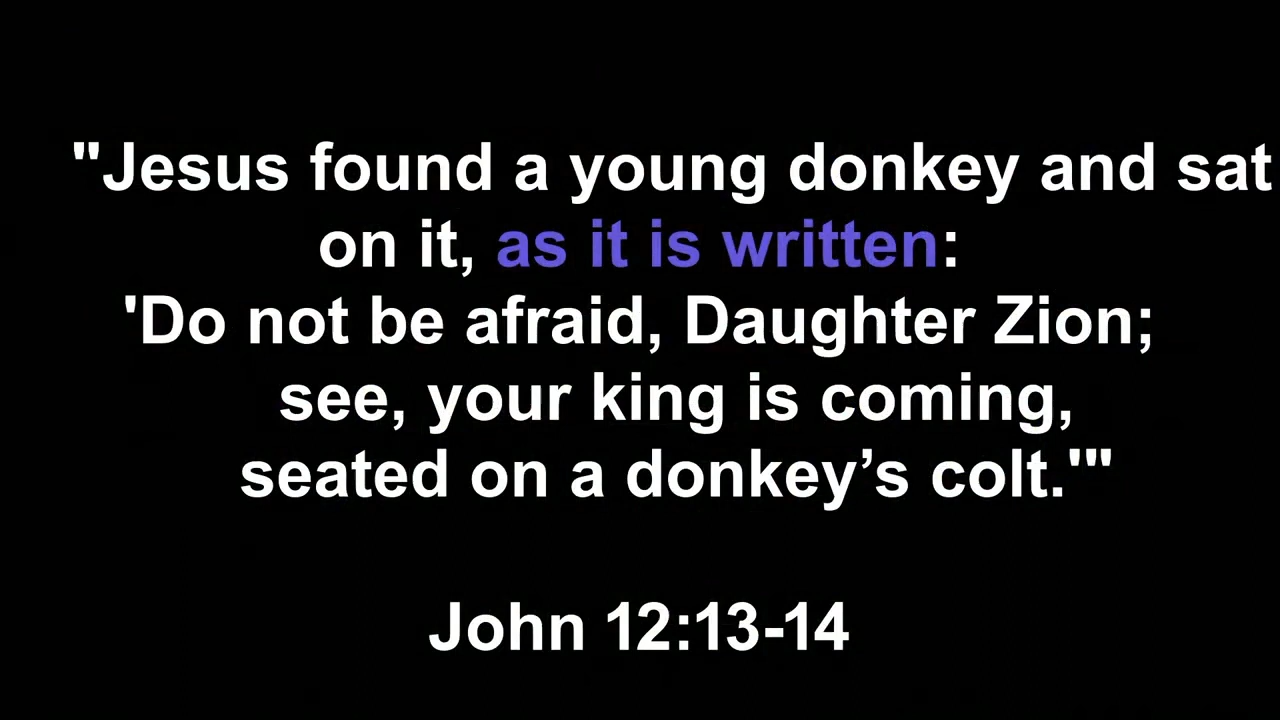 "Jesus found a young donkey and sat
on it, as it is written:
'Do not be afraid, Daughter Zion;
see, your king is coming,
seated on a donkey’s colt.'"
John 12:13-14